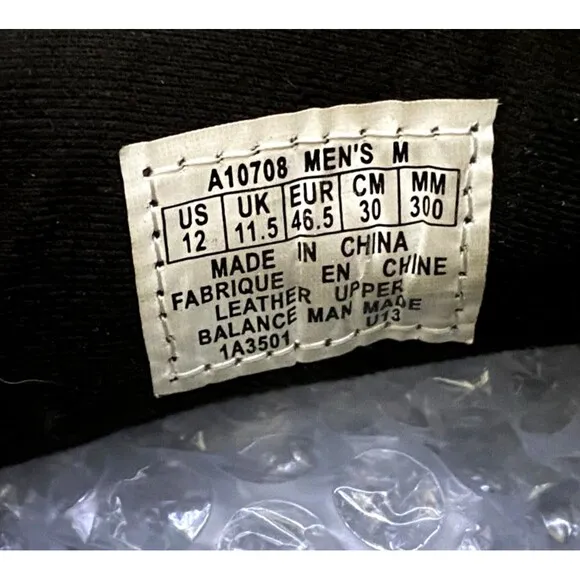 A10708 MEN'S M
US UK EUR CM MM
12 11.5 46.5 30 300
MADE IN CHINA
FABRIQUE EN CHINE
LEATHER UPPER
BALANCE MAN MADE
1A3501 U13